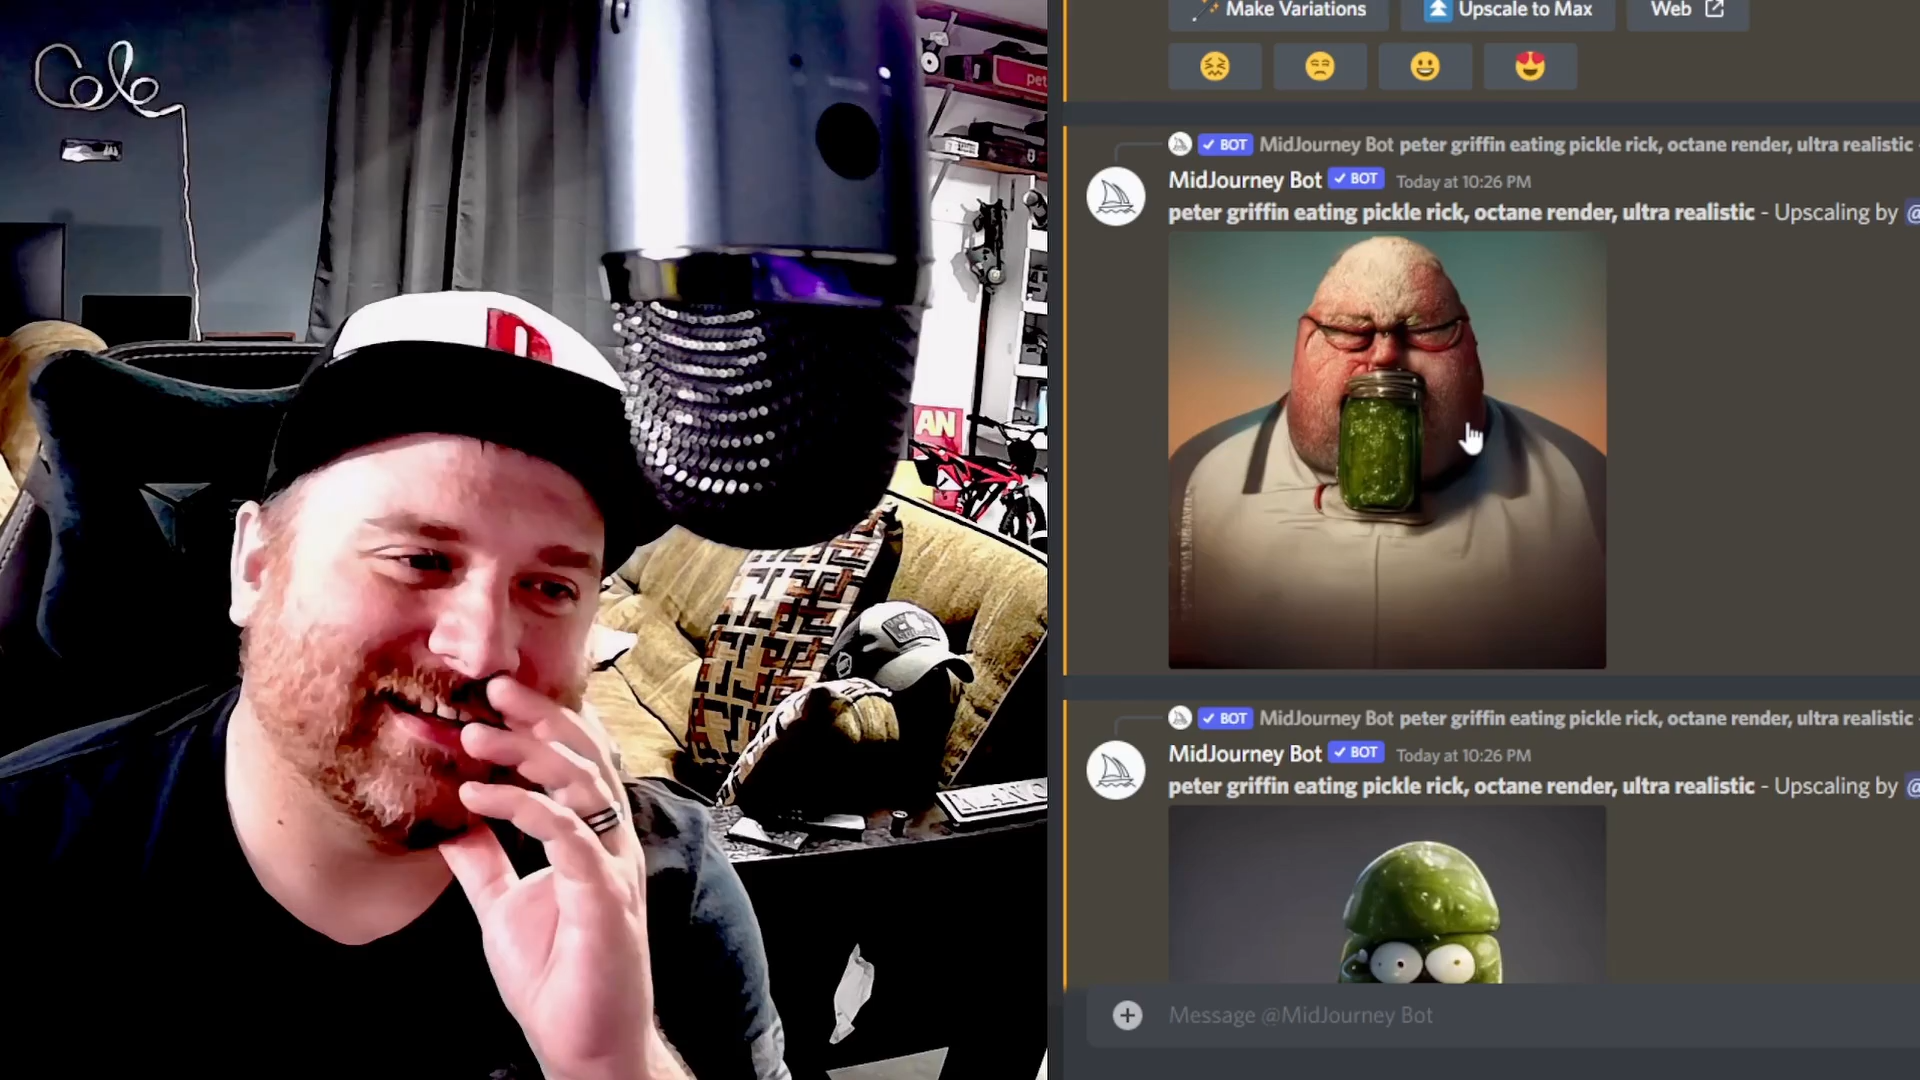 Cole
pet
AN
Make Variations
Upscale to Max
Web
BOT MidJourney Bot peter griffin eating pickle rick, octane render, ultra realistic -
MidJourney Bot BOT Today at 10:26 PM
peter griffin eating pickle rick, octane render, ultra realistic - Upscaling by @
BOT MidJourney Bot peter griffin eating pickle rick, octane render, ultra realistic -
MidJourney Bot BOT Today at 10:26 PM
peter griffin eating pickle rick, octane render, ultra realistic - Upscaling by @
Message @MidJourney Bot